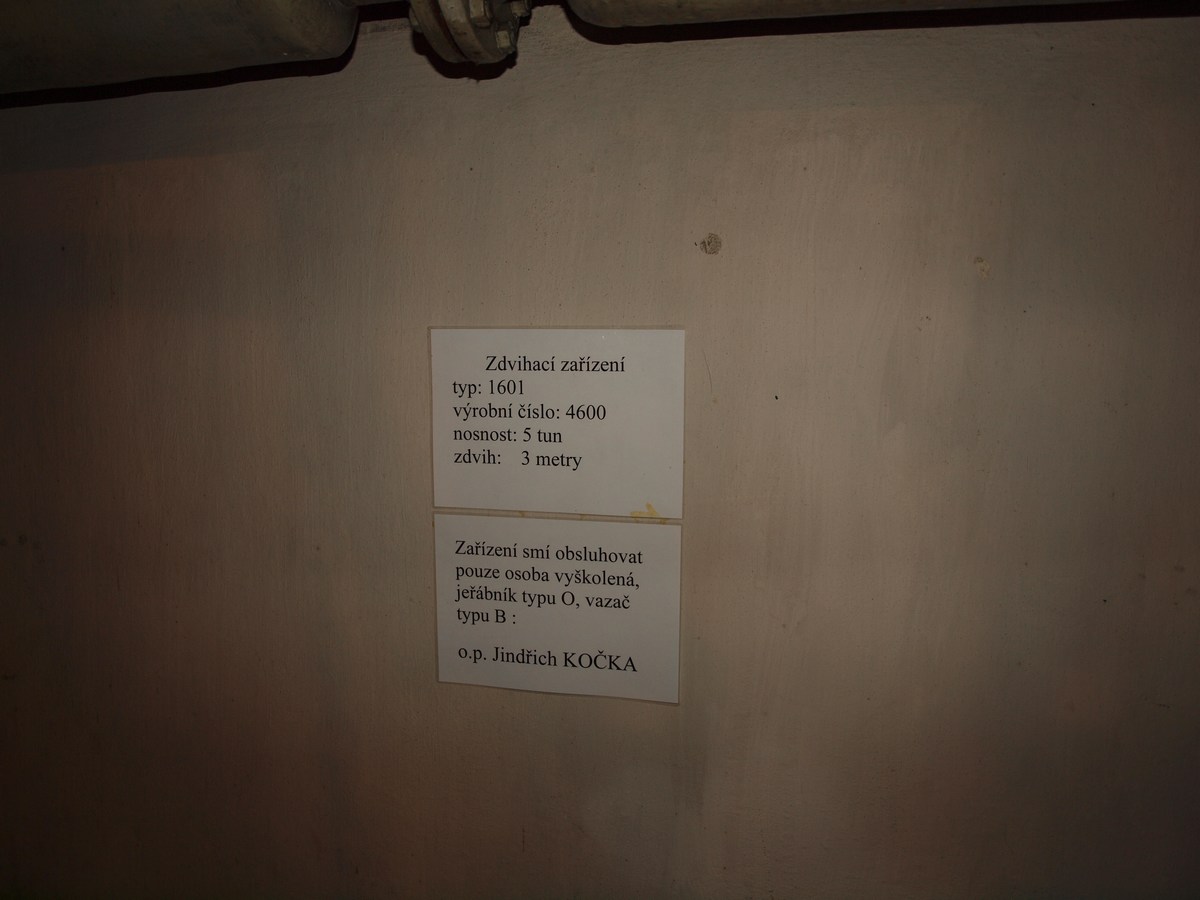 Zdvihací zařízení
typ: 1601
výrobní číslo: 4600
nosnost: 5 tun
zdvih: 3 metry
Zařízení smí obsluhovat
pouze osoba vyškolená,
jeřábník typu O, vazač
typu B :
o.p. Jindřich KOČKA